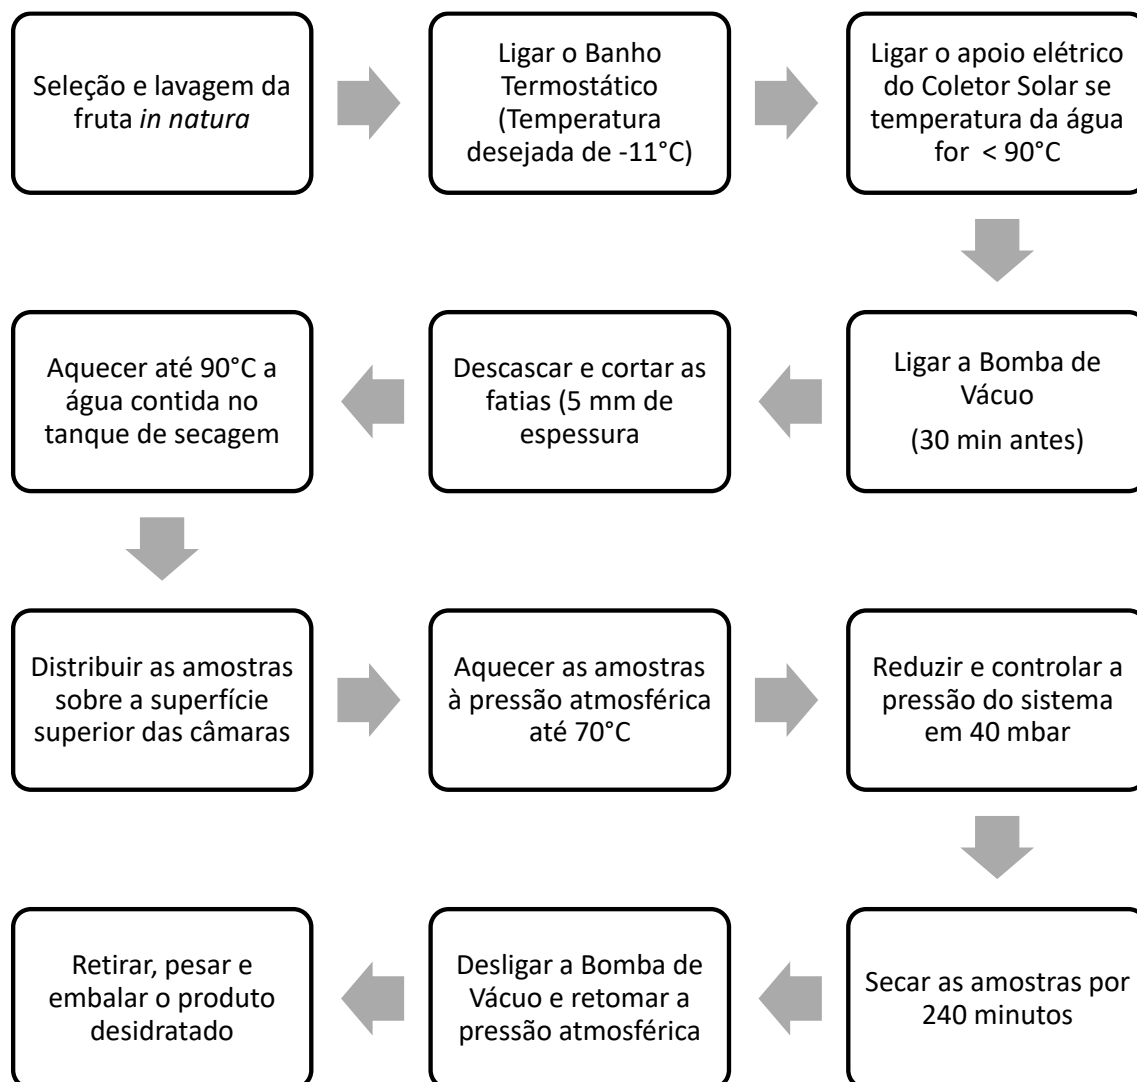 Seleção e lavagem da
fruta in natura
Ligar o Banho
Termostático
(Temperatura
desejada de -11°C)
Ligar o apoio elétrico
do Coletor Solar se
temperatura da água
for < 90°C
Ligar a Bomba de
Vácuo
(30 min antes)
Descascar e cortar as
fatias (5 mm de
espessura
Aquecer até 90°C a
água contida no
tanque de secagem
Distribuir as amostras
sobre a superfície
superior das câmaras
Aquecer as amostras
à pressão atmosférica
até 70°C
Reduzir e controlar a
pressão do sistema
em 40 mbar
Secar as amostras por
240 minutos
Desligar a Bomba de
Vácuo e retomar a
pressão atmosférica
Retirar, pesar e
embalar o produto
desidratado